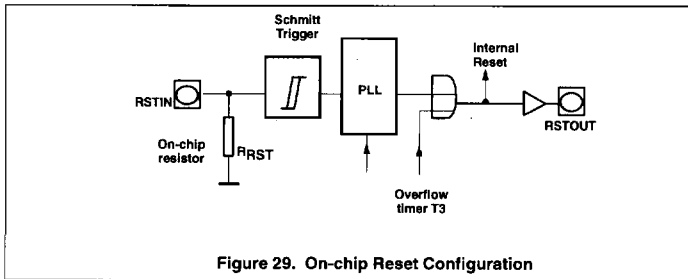 Schmitt
Trigger
RSTIN
PLL
Internal
Reset
RSTOUT
On-chip
resistor
RRST
Overflow
timer T3
Figure 29. On-chip Reset Configuration